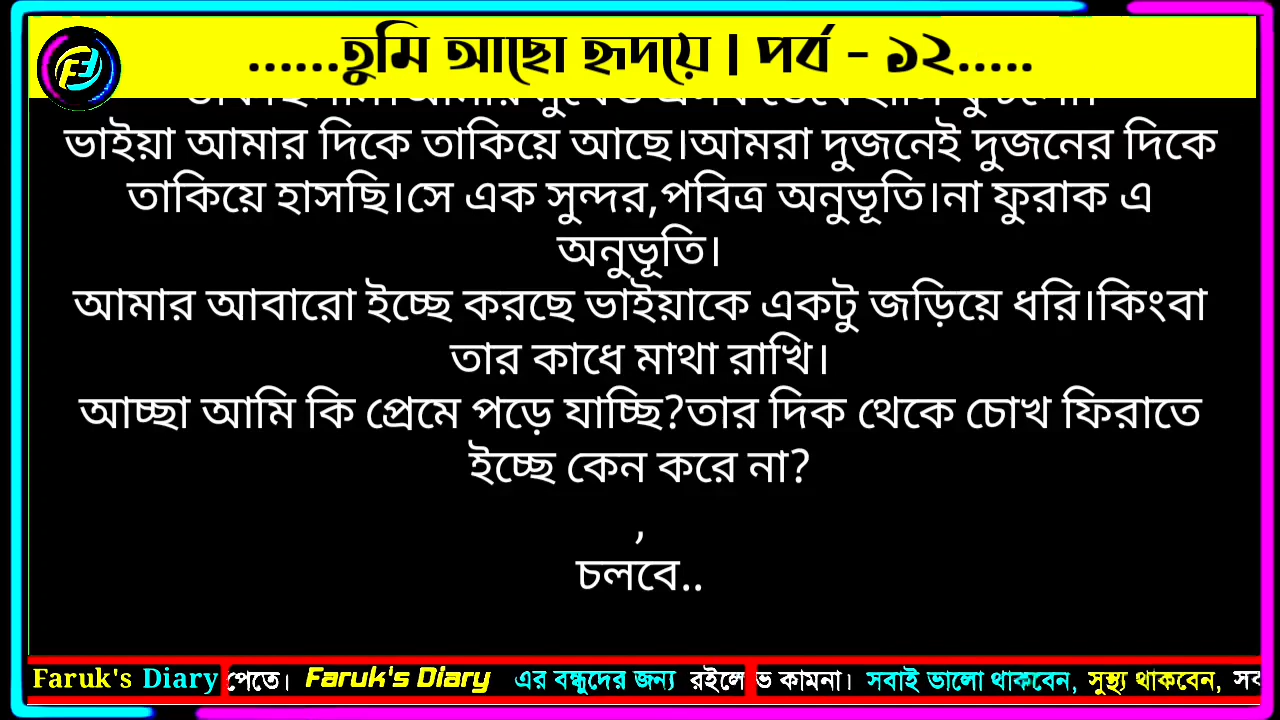 ......তুমি আছো হৃদয়ে | পর্ব - ১২.....
ভাইয়া আমার দিকে তাকিয়ে আছে।আমরা দুজনেই দুজনের দিকে
তাকিয়ে হাসছি।সে এক সুন্দর,পবিত্র অনুভূতি।না ফুরাক এ
অনুভূতি।
আমার আবারো ইচ্ছে করছে ভাইয়াকে একটু জড়িয়ে ধরি।কিংবা
তার কাধে মাথা রাখি।
আচ্ছা আমি কি প্রেমে পড়ে যাচ্ছি?তার দিক থেকে চোখ ফিরাতে
ইচ্ছে কেন করে না?
,
চলবে..
Faruk's Diary পেতে। Faruk's Diary এর বন্ধুদের জন্য রইলো ভ কামনা। সবাই ভালো থাকবেন, সুস্থ্য থাকবেন,